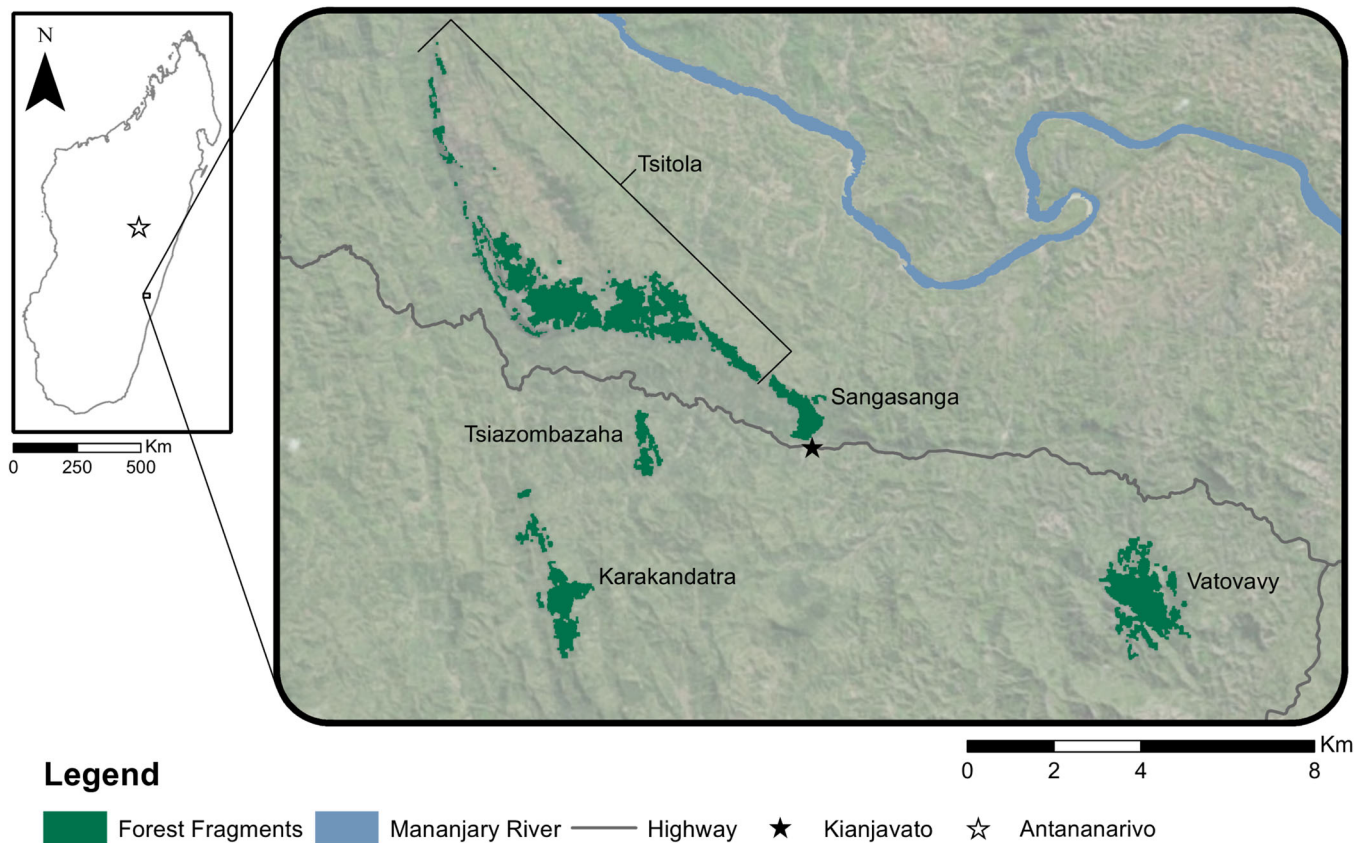 N
Km
0 250 500
Tsitola
Sangasanga
Tsiazombazaha
Karakandatra
Vatovavy
Km
0 2 4 8
Legend
Forest Fragments Mananjary River Highway Kianjavato Antananarivo